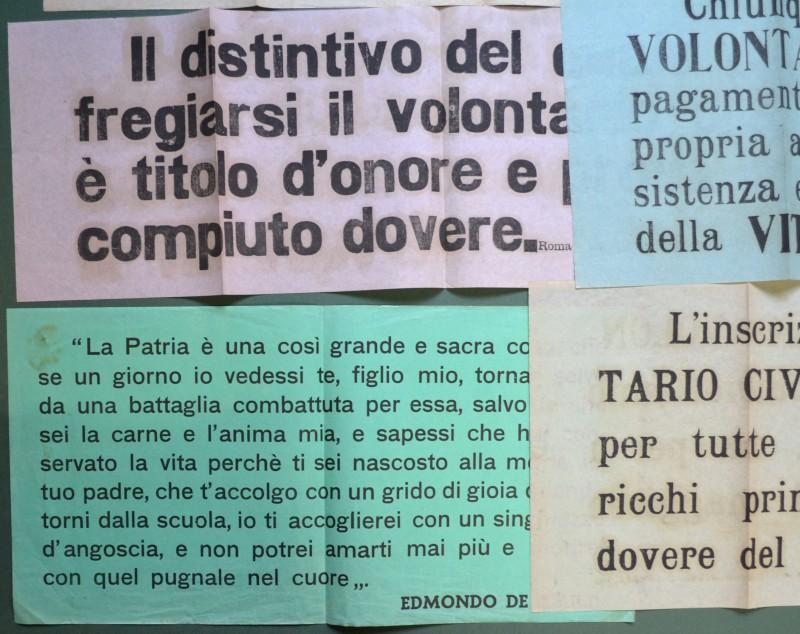 Il distintivo del
fregiarsi il volonta
è titolo d'onore e p
compiuto dovere. Roma
Chiunq
VOLONTA
pagament
propria a
sistenza e
della VIT
“La Patria è una così grande e sacra co
se un giorno io vedessi te, figlio mio, torna
da una battaglia combattuta per essa, salvo
sei la carne e l'anima mia, e sapessi che h
servato la vita perchè ti sei nascosto alla mo
tuo padre, che t'accolgo con un grido di gioia
torni dalla scuola, io ti accoglierei con un sing
d'angoscia, e non potrei amarti mai più e
con quel pugnale nel cuore„.
EDMONDO DE
L'inscriz
TARIO CIV
per tutte
ricchi prin
dovere del